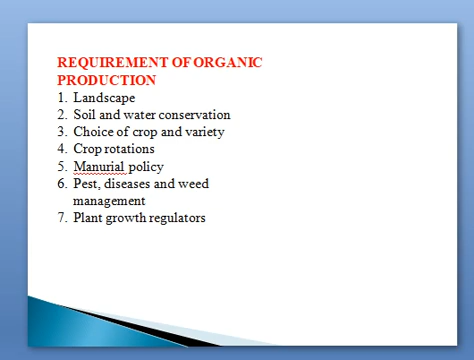 REQUIREMENT OF ORGANIC
PRODUCTION
1. Landscape
2. Soil and water conservation
3. Choice of crop and variety
4. Crop rotations
5. Manurial policy
6. Pest, diseases and weed
management
7. Plant growth regulators